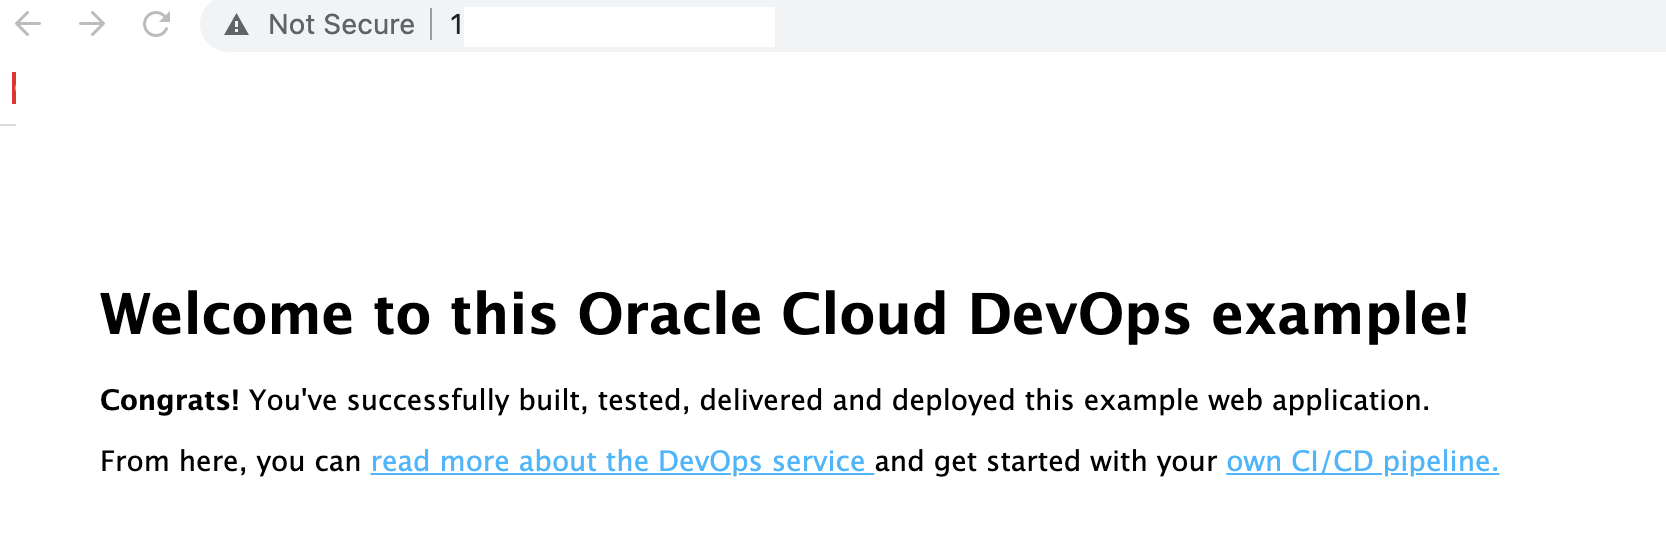 Not Secure | 1
Welcome to this Oracle Cloud DevOps example!
Congrats! You've successfully built, tested, delivered and deployed this example web application.
From here, you can read more about the DevOps service and get started with your own CI/CD pipeline.